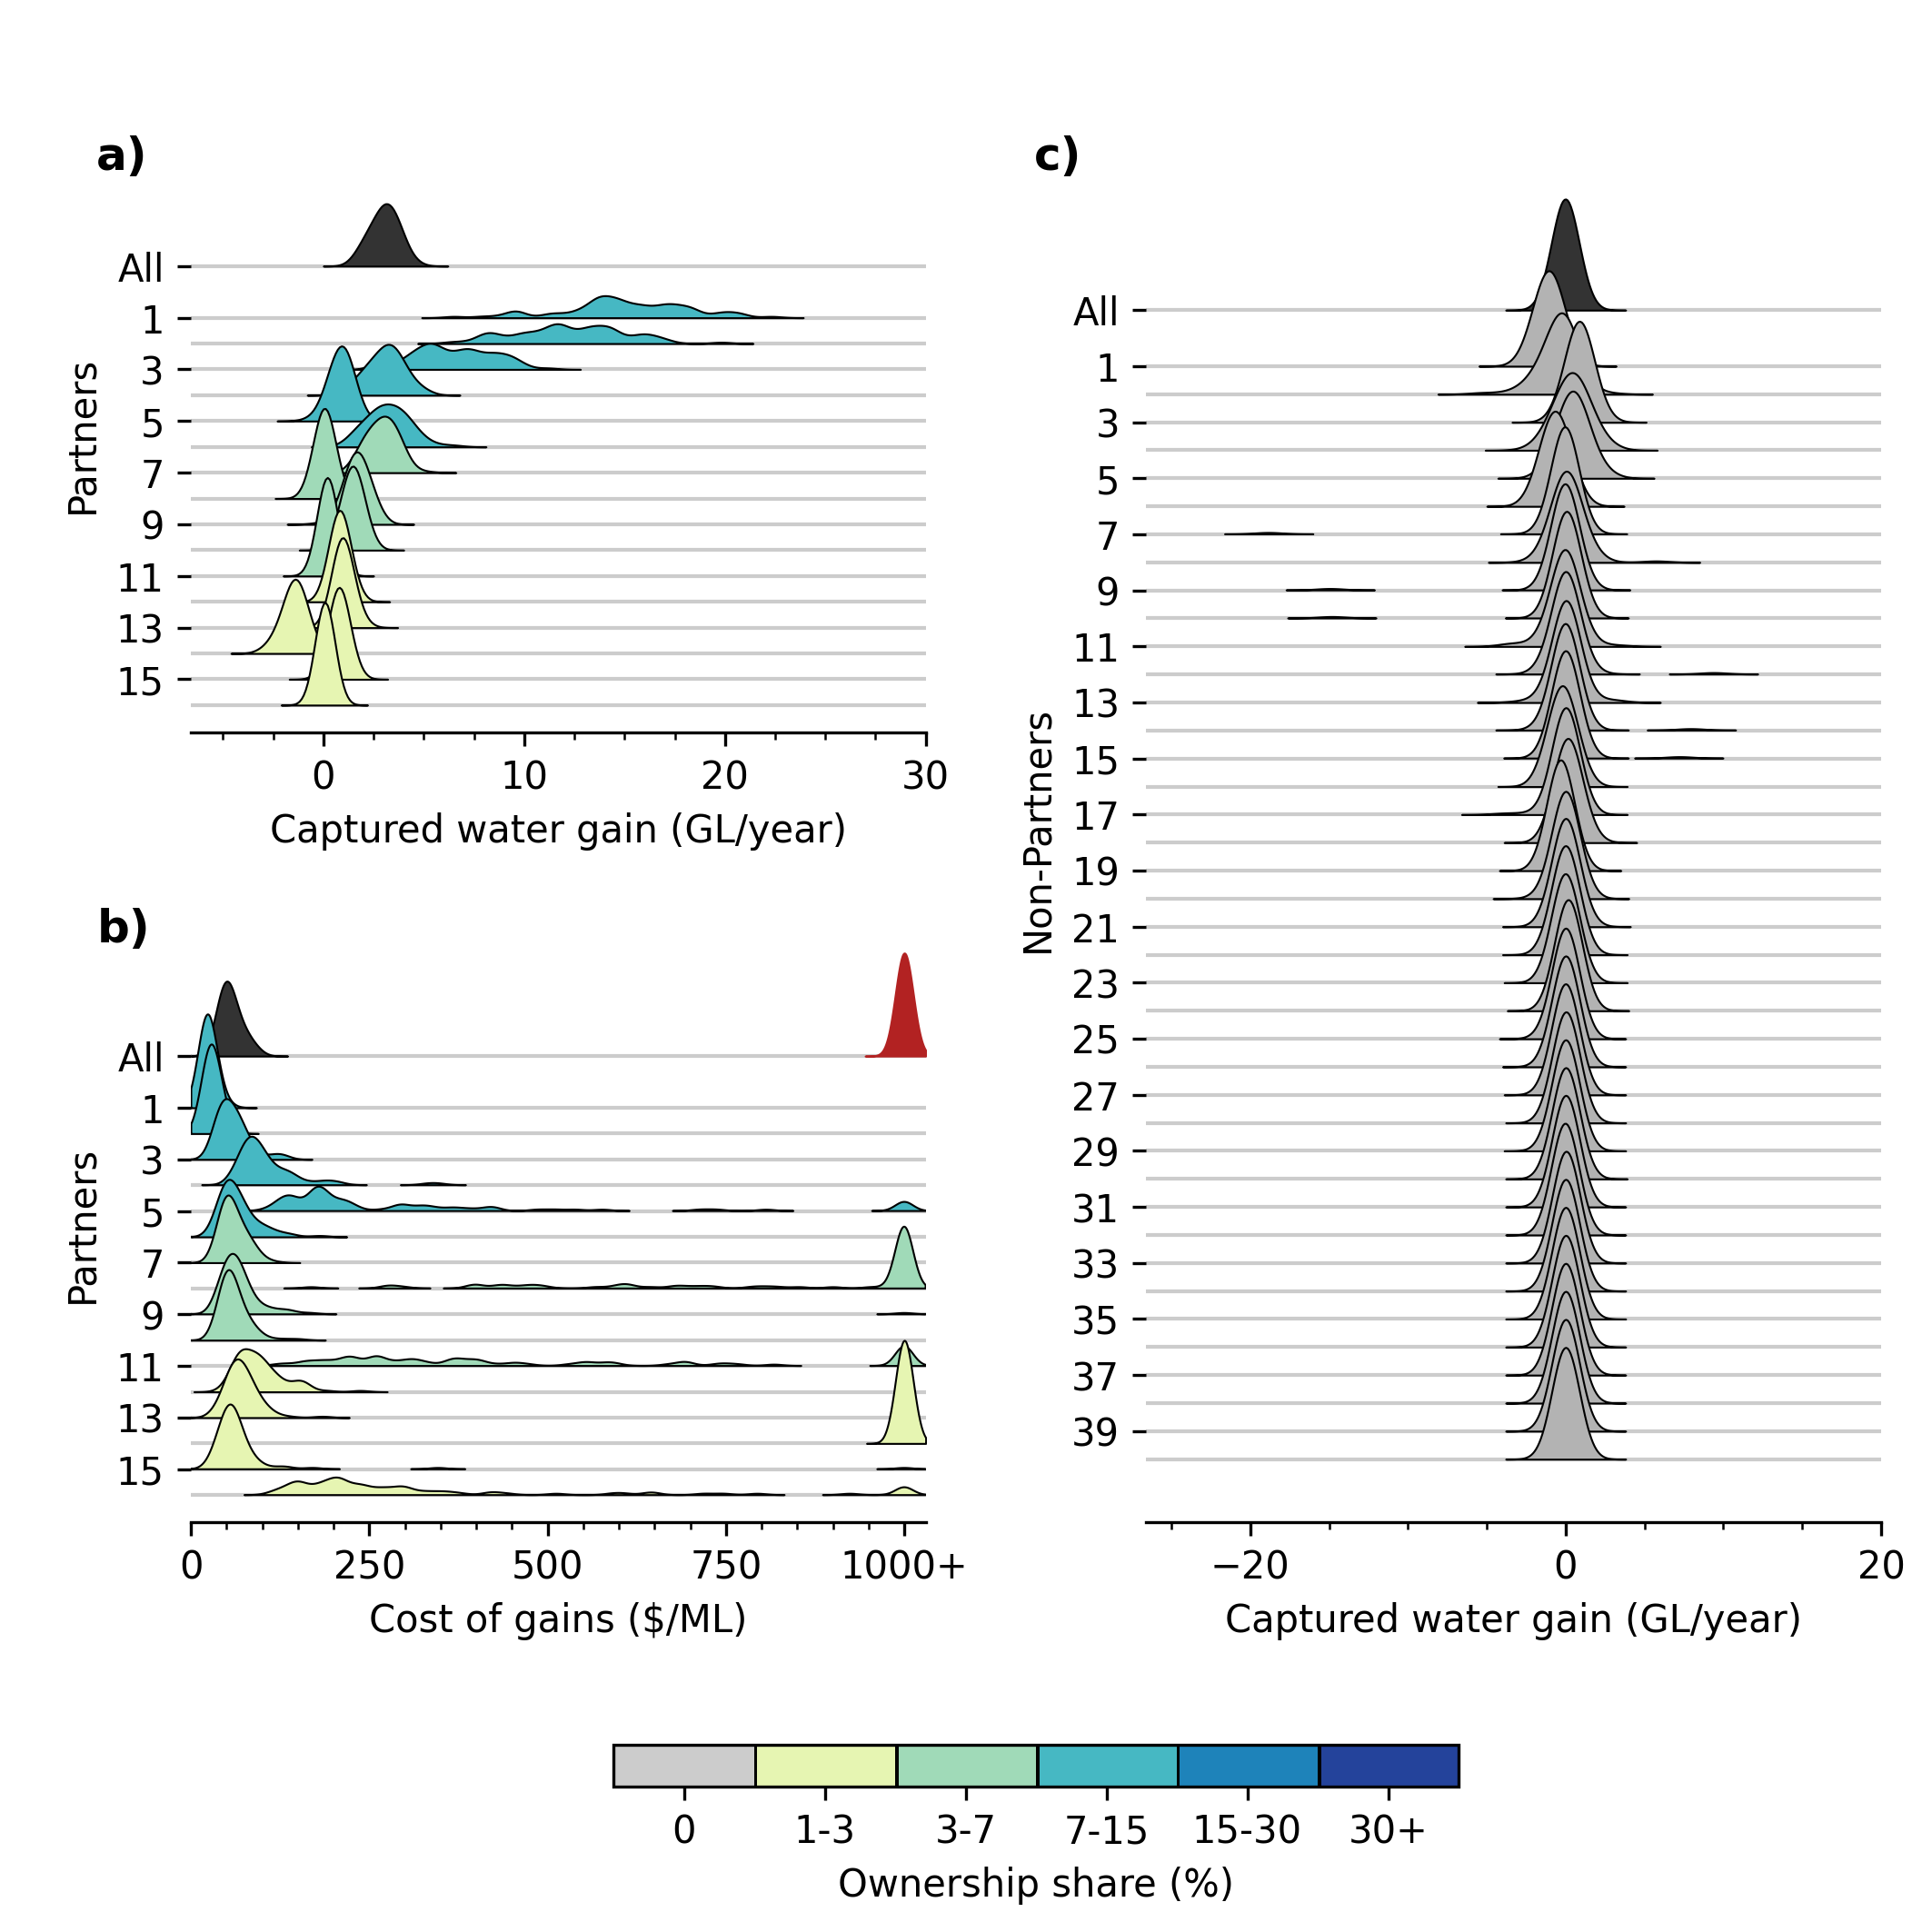 a)
All
1
3
5
7
9
11
13
15
Partners
0 10 20 30
Captured water gain (GL/year)
b)
All
1
3
5
7
9
11
13
15
Partners
0 250 500 750 1000+
Cost of gains ($/ML)
c)
All
1
3
5
7
9
11
13
15
17
19
21
23
25
27
29
31
33
35
37
39
Non-Partners
−20 0 20
Captured water gain (GL/year)
0 1-3 3-7 7-15 15-30 30+
Ownership share (%)